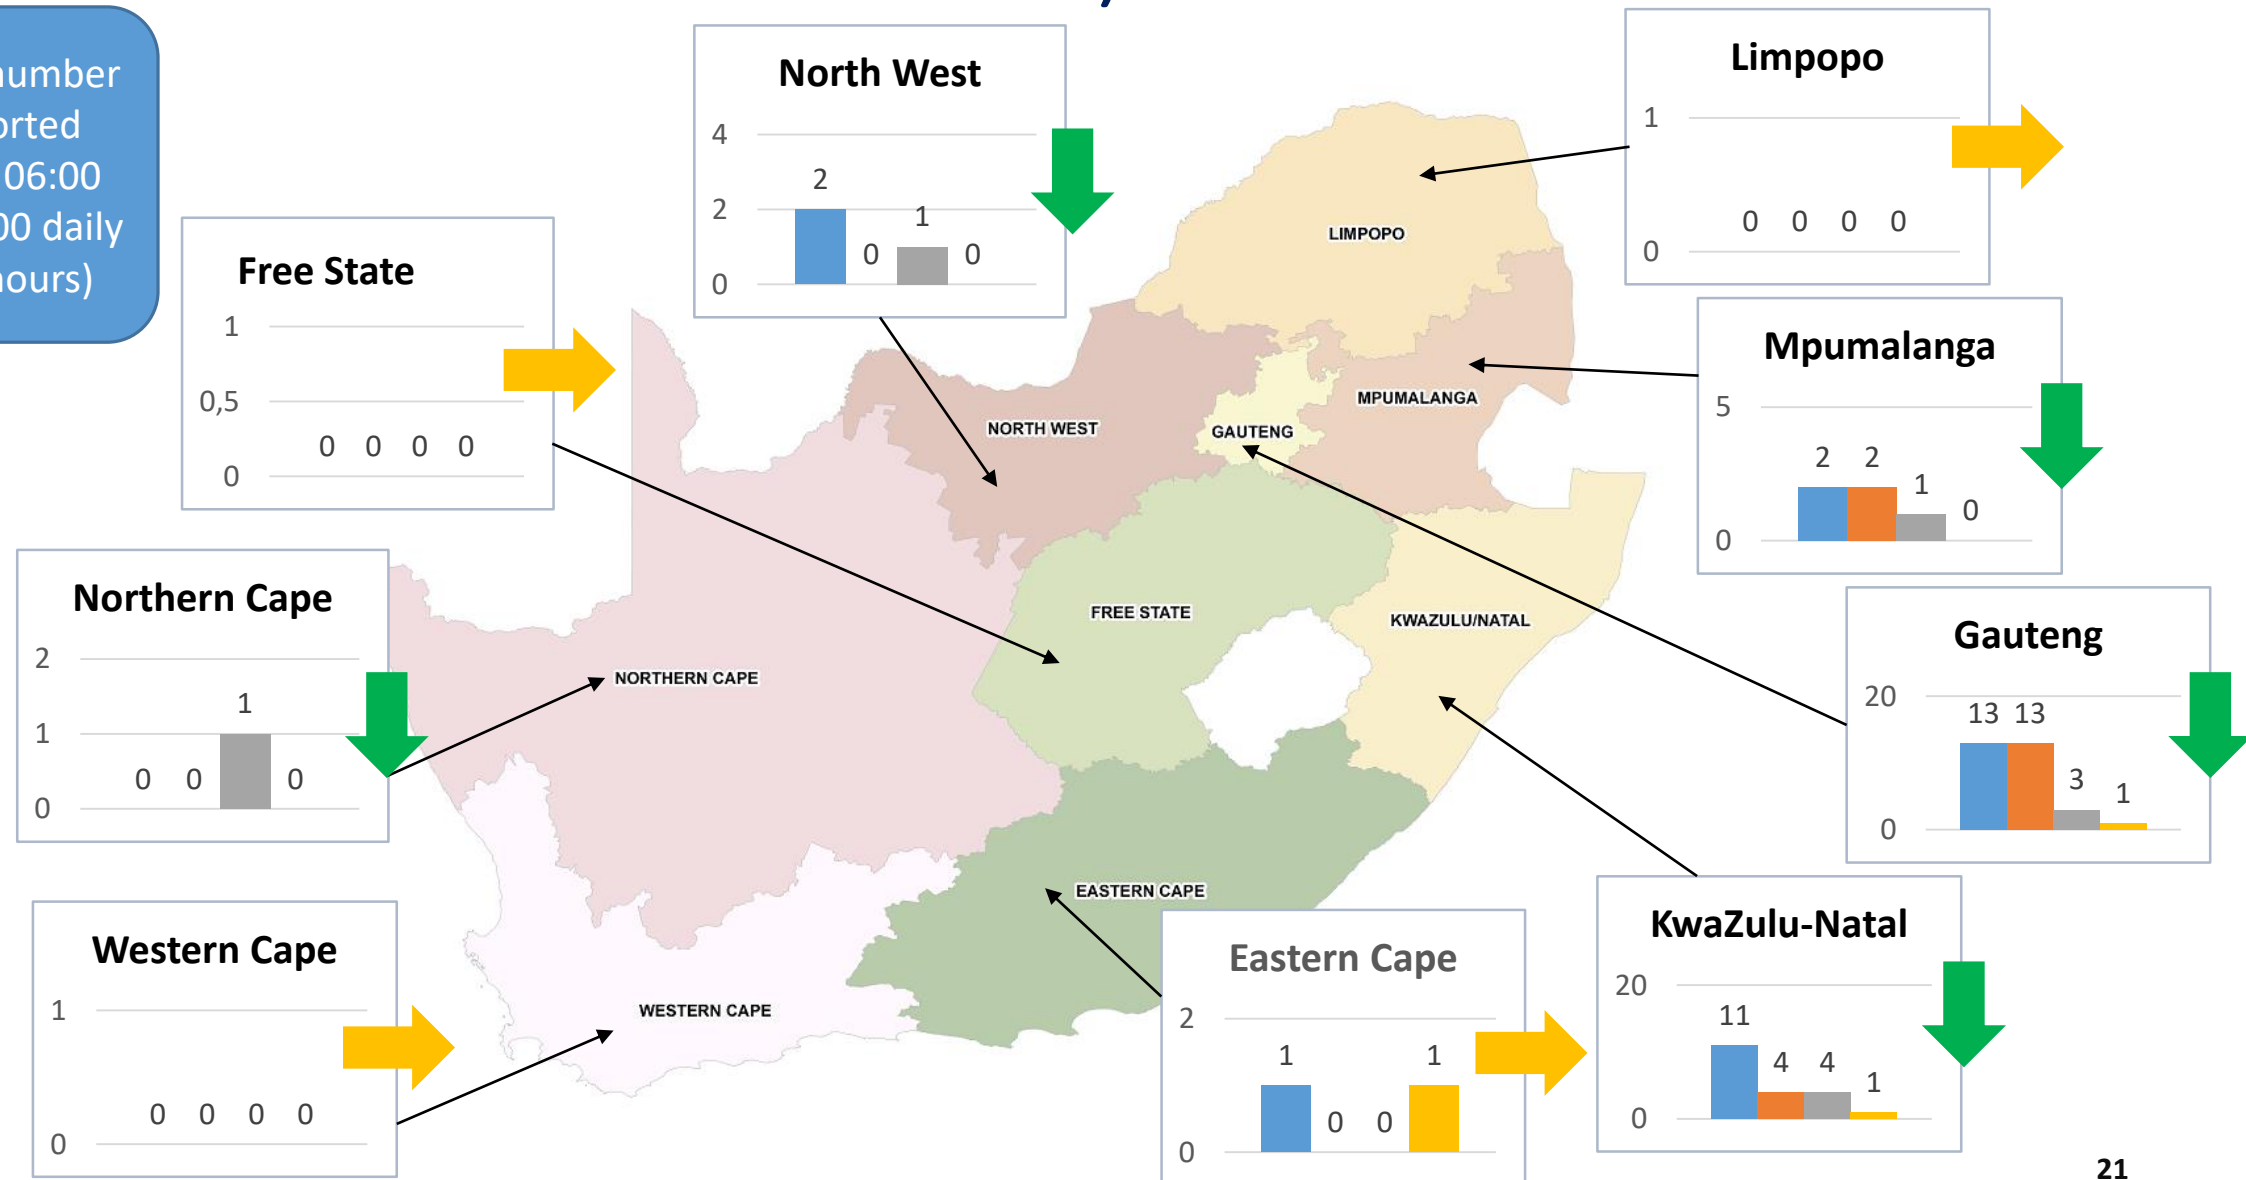 06:00
daily
North West
4
2
0
2
0
1
0
Limpopo
1
0
0 0 0 0
Free State
1
0,5
0
0 0 0 0
Mpumalanga
5
0
2 2 1 0
Northern Cape
2
1
0
0 0 1 0
Gauteng
20
0
13 13 3 1
Western Cape
1
0
0 0 0 0
Eastern Cape
2
0
1 0 0 1
KwaZulu-Natal
20
0
11 4 4 1
LIMPOPO
MPUMALANGA
NORTH WEST
GAUTENG
FREE STATE
KWAZULU/NATAL
NORTHERN CAPE
EASTERN CAPE
WESTERN CAPE
21